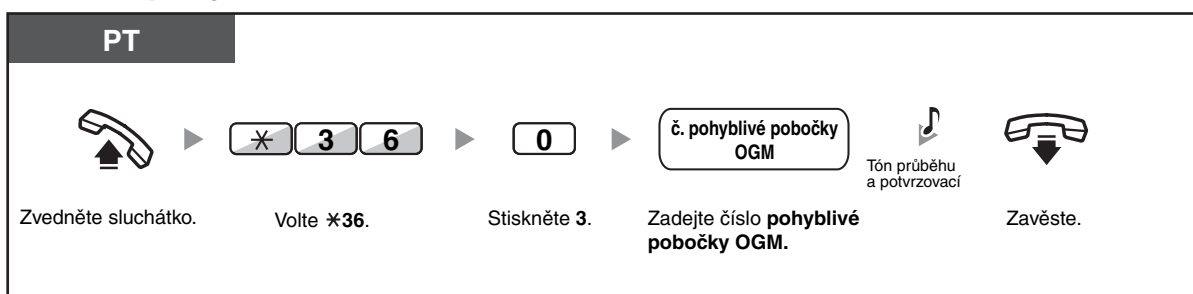 PT
✳ 3 6
0
č. pohyblivé pobočky
OGM
Tón průběhu
a potvrzovací
Zvedněte sluchátko.
Volte ✳36.
Stiskněte 3.
Zadejte číslo pohyblivé
pobočky OGM.
Zavěste.